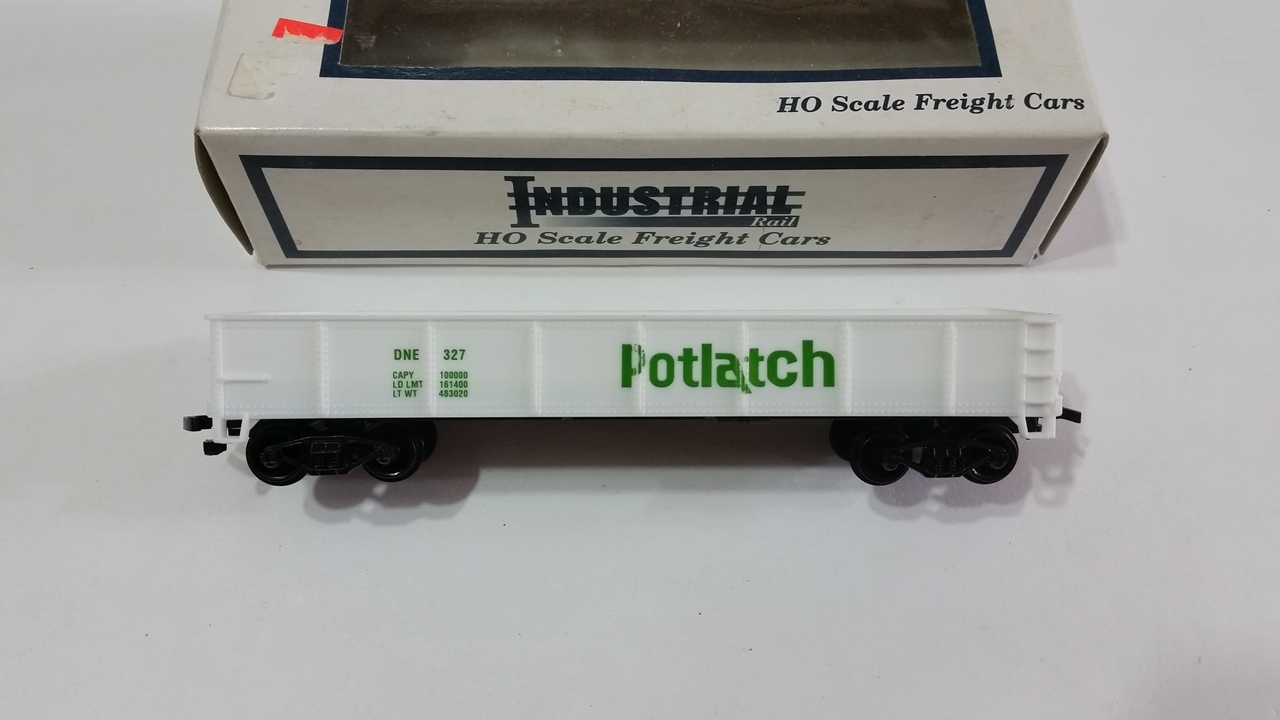 HO Scale Freight Cars
INDUSTRIAL
Rail
HO Scale Freight Cars
DNE 327
CAPY 100000
LD LMT 161400
LT WT 483020
Potlatch